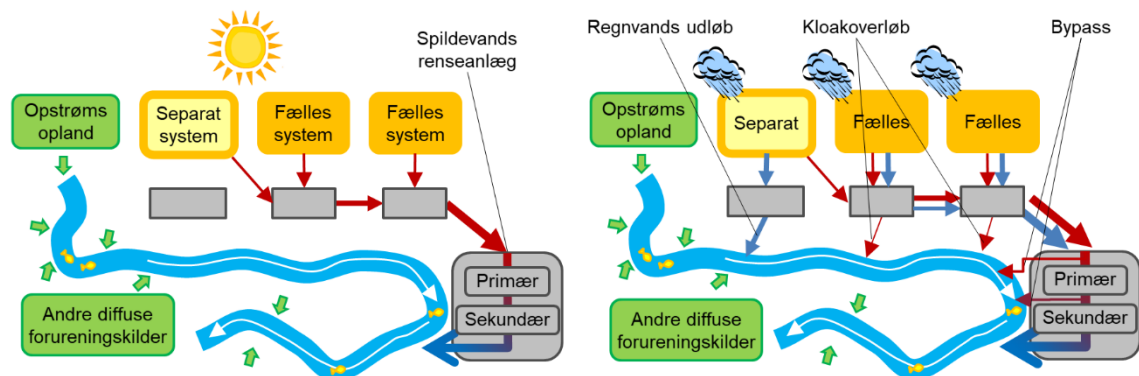 Spildevands
renseanlæg
Opstrøms
opland
Separat
system
Fælles
system
Fælles
system
Primær
Sekundær
Andre diffuse
forureningskilder
Regnvands udløb
Kloakoverløb
Bypass
Opstrøms
opland
Separat
Fælles
Fælles
Primær
Sekundær
Andre diffuse
forureningskilder